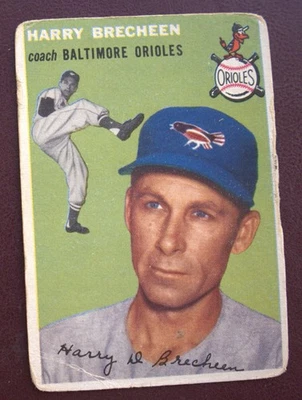 HARRY BRECHEEN
coach BALTIMORE ORIOLES
ORIOLES
Harry D Brecheen